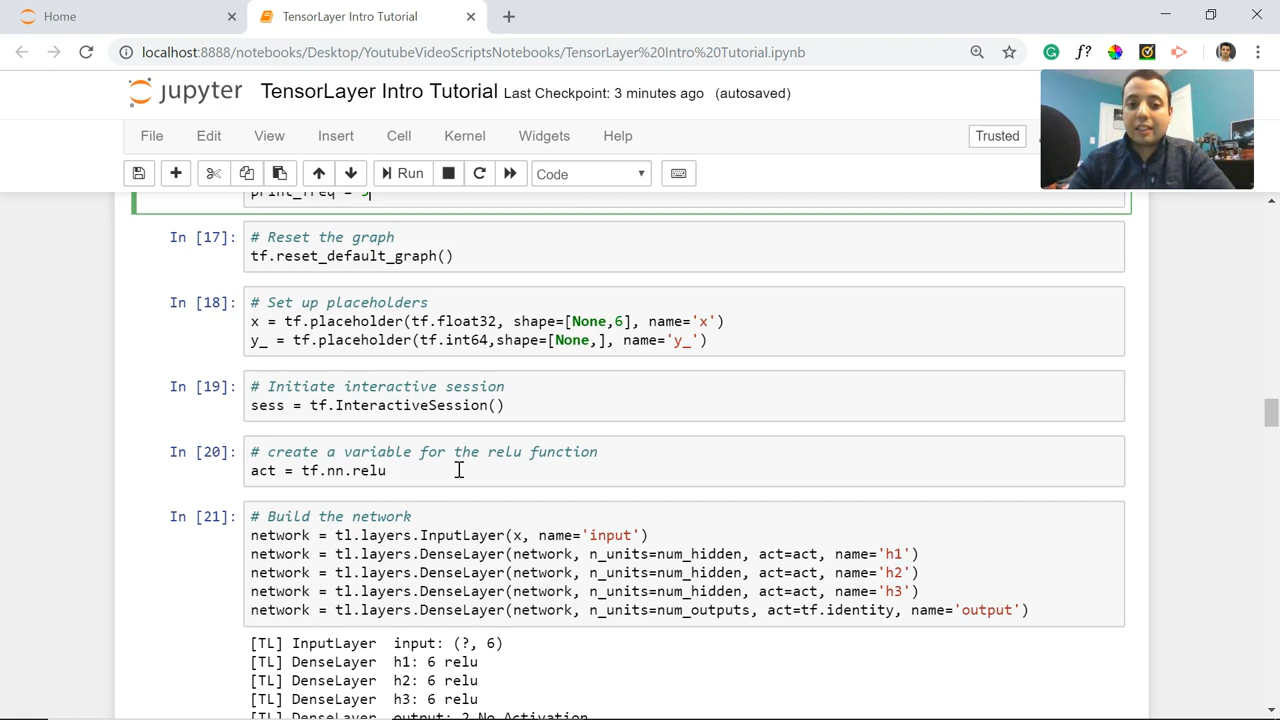 Home
TensorLayer Intro Tutorial
localhost:8888/notebooks/Desktop/YoutubeVideoScriptsNotebooks/TensorLayer%20Intro%20Tutorial.ipynb
f?
jupyter TensorLayer Intro Tutorial Last Checkpoint: 3 minutes ago (autosaved)
File Edit View Insert Cell Kernel Widgets Help Trusted
Run Code
print_freq = 5
In [17]: # Reset the graph
tf.reset_default_graph()
In [18]: # Set up placeholders
x = tf.placeholder(tf.float32, shape=[None,6], name='x')
y_ = tf.placeholder(tf.int64,shape=[None,], name='y_')
In [19]: # Initiate interactive session
sess = tf.InteractiveSession()
In [20]: # create a variable for the relu function
act = tf.nn.relu
In [21]: # Build the network
network = tl.layers.InputLayer(x, name='input')
network = tl.layers.DenseLayer(network, n_units=num_hidden, act=act, name='h1')
network = tl.layers.DenseLayer(network, n_units=num_hidden, act=act, name='h2')
network = tl.layers.DenseLayer(network, n_units=num_hidden, act=act, name='h3')
network = tl.layers.DenseLayer(network, n_units=num_outputs, act=tf.identity, name='output')
[TL] InputLayer input: (?, 6)
[TL] DenseLayer h1: 6 relu
[TL] DenseLayer h2: 6 relu
[TL] DenseLayer h3: 6 relu
[TL] DenseLayer output: 2 No Activation